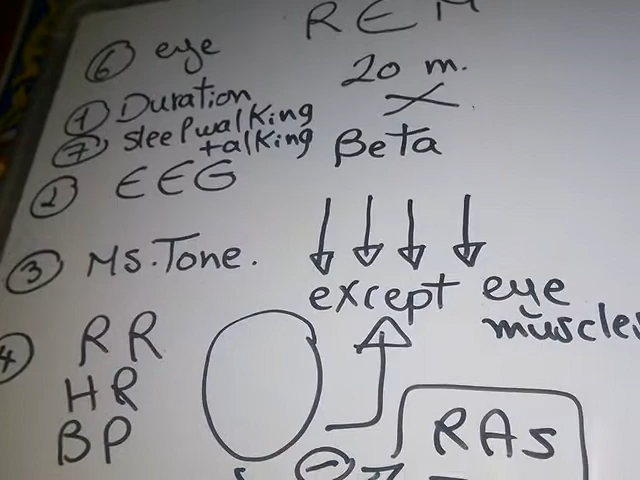 REM
⑥ eye
20 m.
① Duration
⑦ sleepwalking
+talking
Beta
② EEG
③ Ms.Tone.
except eye
muscles
④ RR
HR
BP
RAS